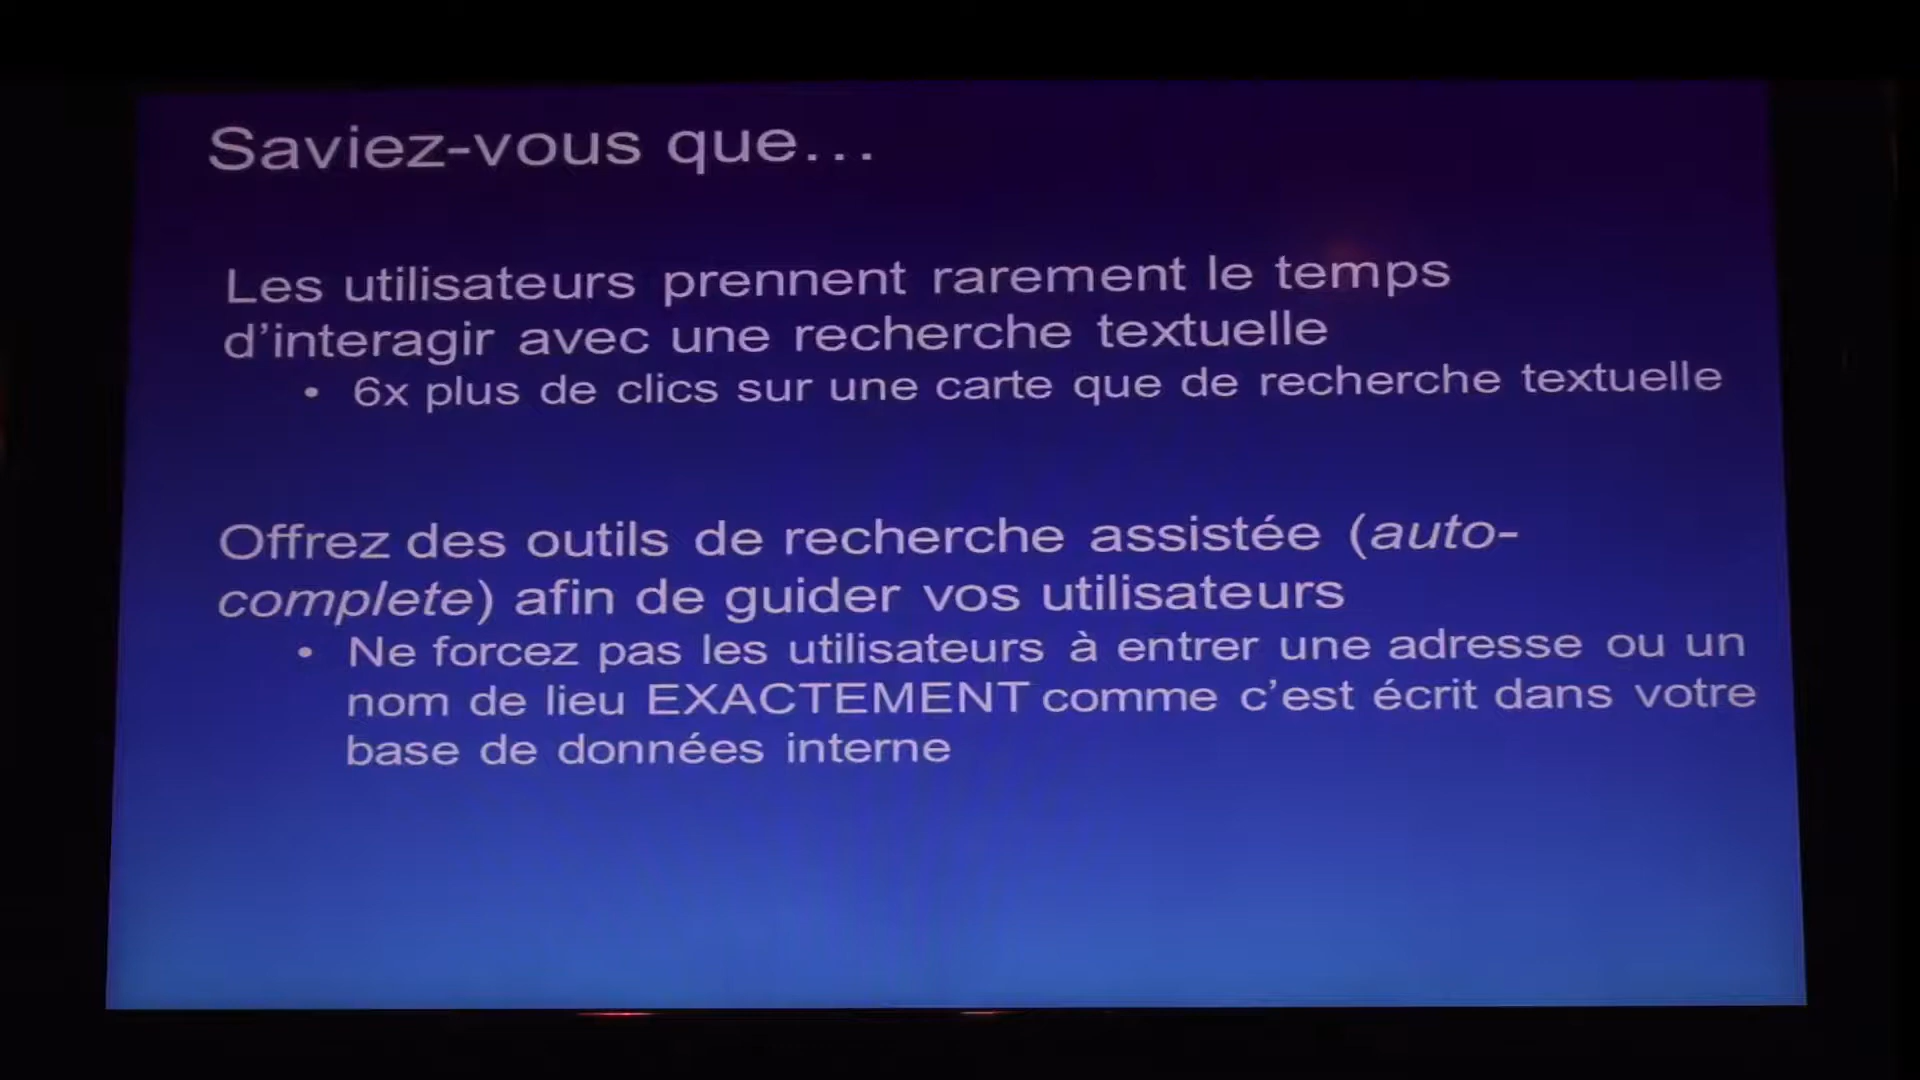 Saviez-vous que...
Les utilisateurs prennent rarement le temps
d'interagir avec une recherche textuelle
• 6x plus de clics sur une carte que de recherche textuelle
Offrez des outils de recherche assistée (auto-
complete) afin de guider vos utilisateurs
• Ne forcez pas les utilisateurs à entrer une adresse ou un
nom de lieu EXACTEMENT comme c'est écrit dans votre
base de données interne